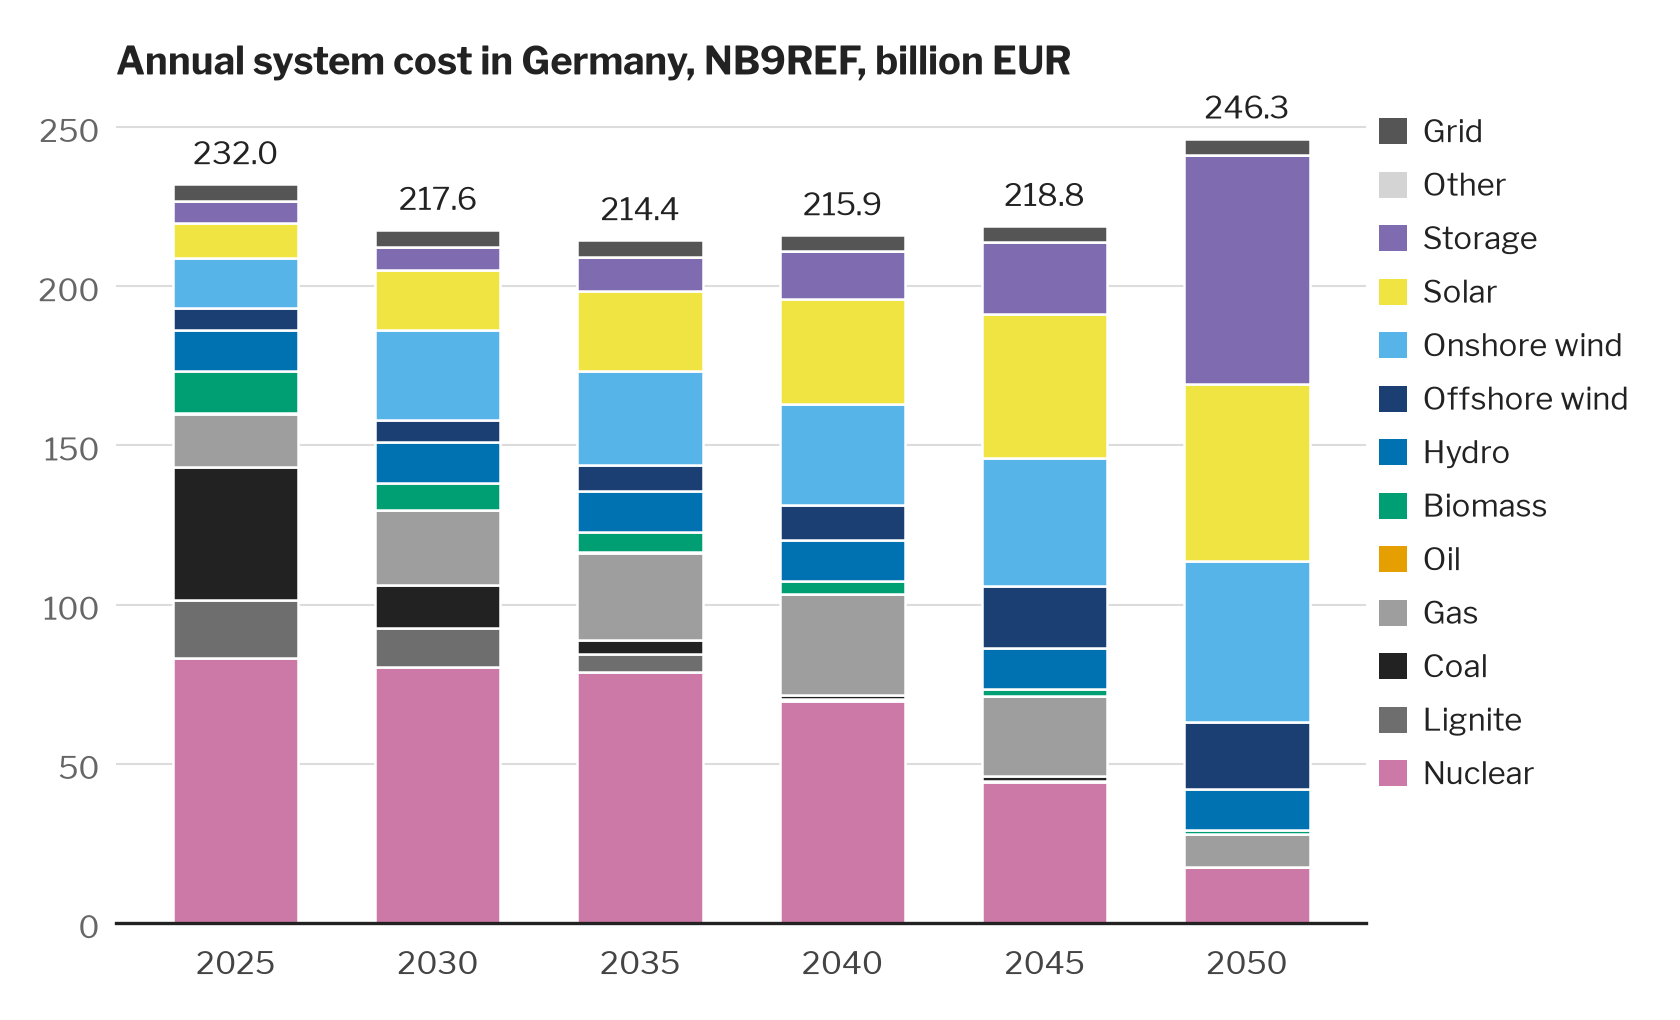 Annual system cost in Germany, NB9REF, billion EUR
250
200
150
100
50
0
232.0
217.6
214.4
215.9
218.8
246.3
2025
2030
2035
2040
2045
2050
Grid
Other
Storage
Solar
Onshore wind
Offshore wind
Hydro
Biomass
Oil
Gas
Coal
Lignite
Nuclear